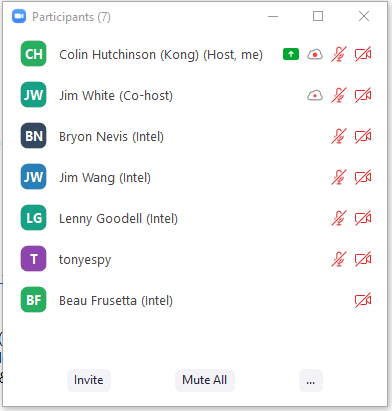 Participants (7)
CH Colin Hutchinson (Kong) (Host, me)
JW Jim White (Co-host)
BN Bryon Nevis (Intel)
JW Jim Wang (Intel)
LG Lenny Goodell (Intel)
T tonyespy
BF Beau Frusetta (Intel)
Invite Mute All ...